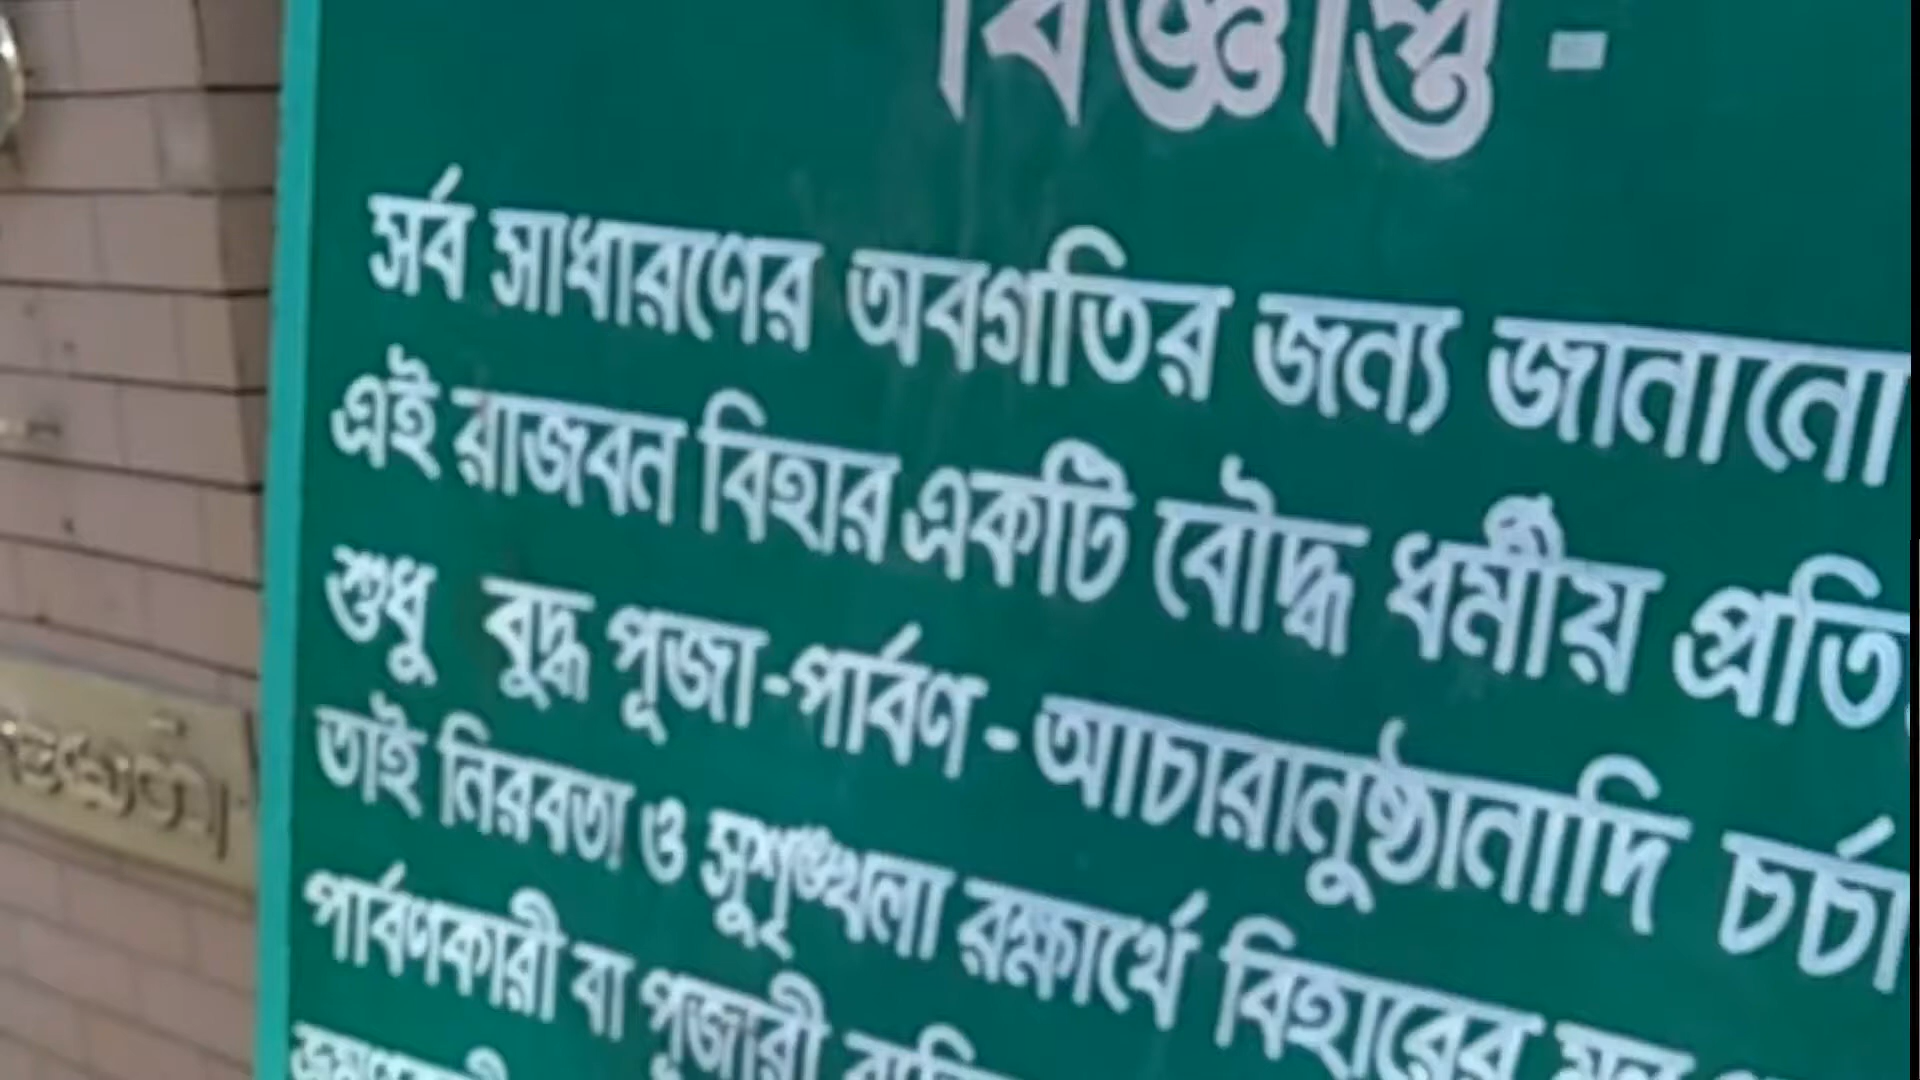 বিজ্ঞপ্তি -
সর্ব সাধারণের অবগতির জন্য জানানো
এই রাজবন বিহার একটি বৌদ্ধ ধর্মীয় প্রতি
শুধু বুদ্ধ পূজা-পার্বণ - আচারানুষ্ঠানাদি চর্চা
তাই নিরবতা ও সুশৃঙ্খলা রক্ষার্থে বিহারের
পার্বণকারী বা পূজারী